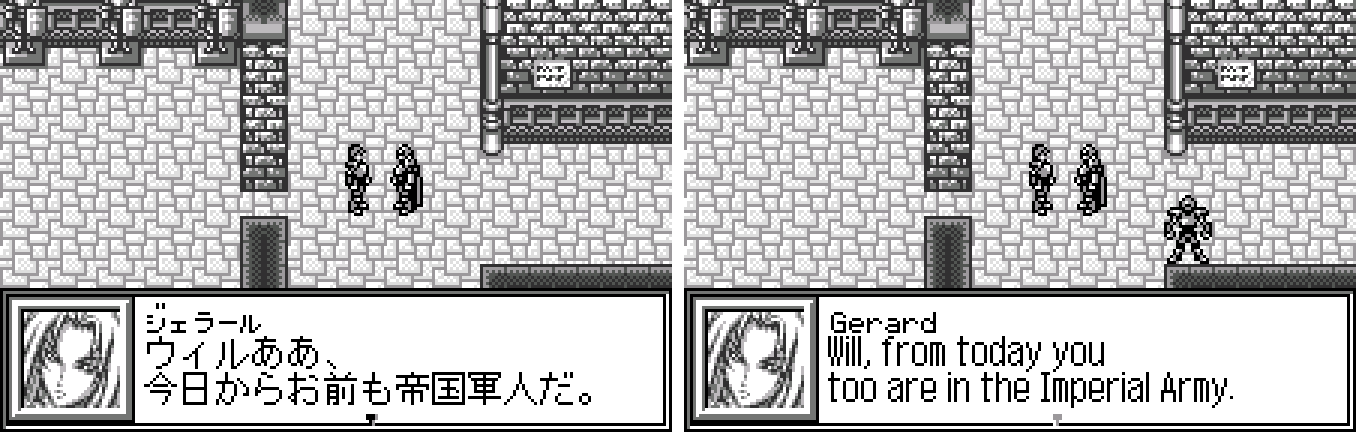 ジェラール
ウィルああ、
今日からお前も帝国軍人だ。
Gerard
Will, from today you
too are in the Imperial Army.